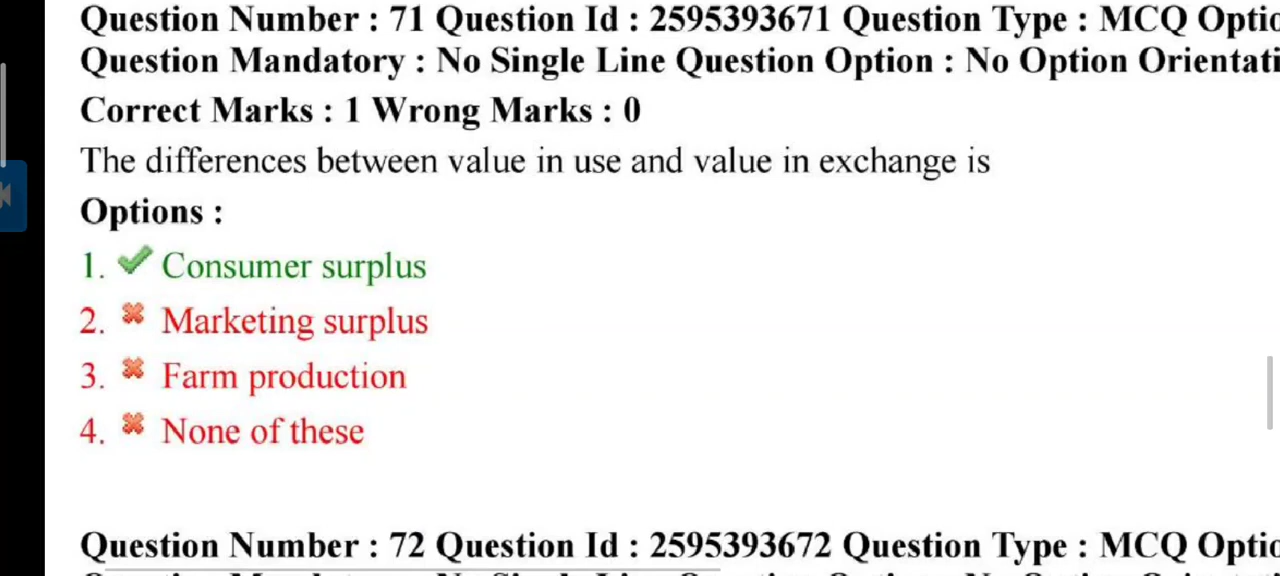 Question Number : 71 Question Id : 2595393671 Question Type : MCQ
Question Mandatory : No Single Line Question Option : No Option
Correct Marks : 1 Wrong Marks : 0
The differences between value in use and value in exchange is
Options :
1. Consumer surplus
2. Marketing surplus
3. Farm production
4. None of these
Question Number : 72 Question Id : 2595393672 Question Type : MCQ